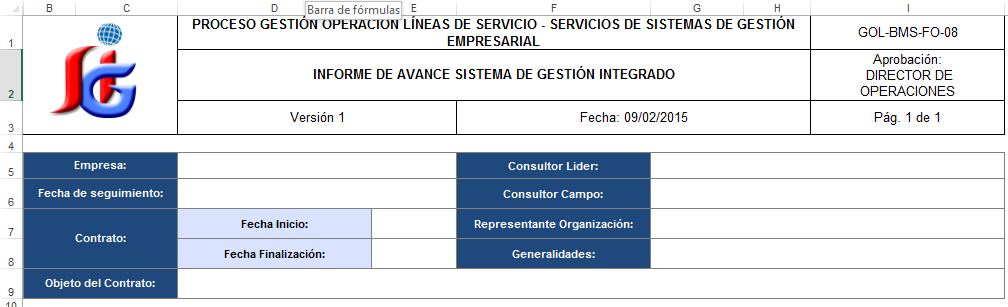 Barra de fórmulas
B C D E F G H I
1 PROCESO GESTIÓN OPERACIÓN LÍNEAS DE SERVICIO - SERVICIOS DE SISTEMAS DE GESTIÓN
EMPRESARIAL
GOL-BMS-FO-08
2 INFORME DE AVANCE SISTEMA DE GESTIÓN INTEGRADO
Aprobación:
DIRECTOR DE
OPERACIONES
3 Versión 1 Fecha: 09/02/2015 Pág. 1 de 1
4
5 Empresa: Consultor Lider:
6 Fecha de seguimiento: Consultor Campo:
7 Contrato: Fecha Inicio: Representante Organización:
8 Fecha Finalización: Generalidades:
9 Objeto del Contrato:
10